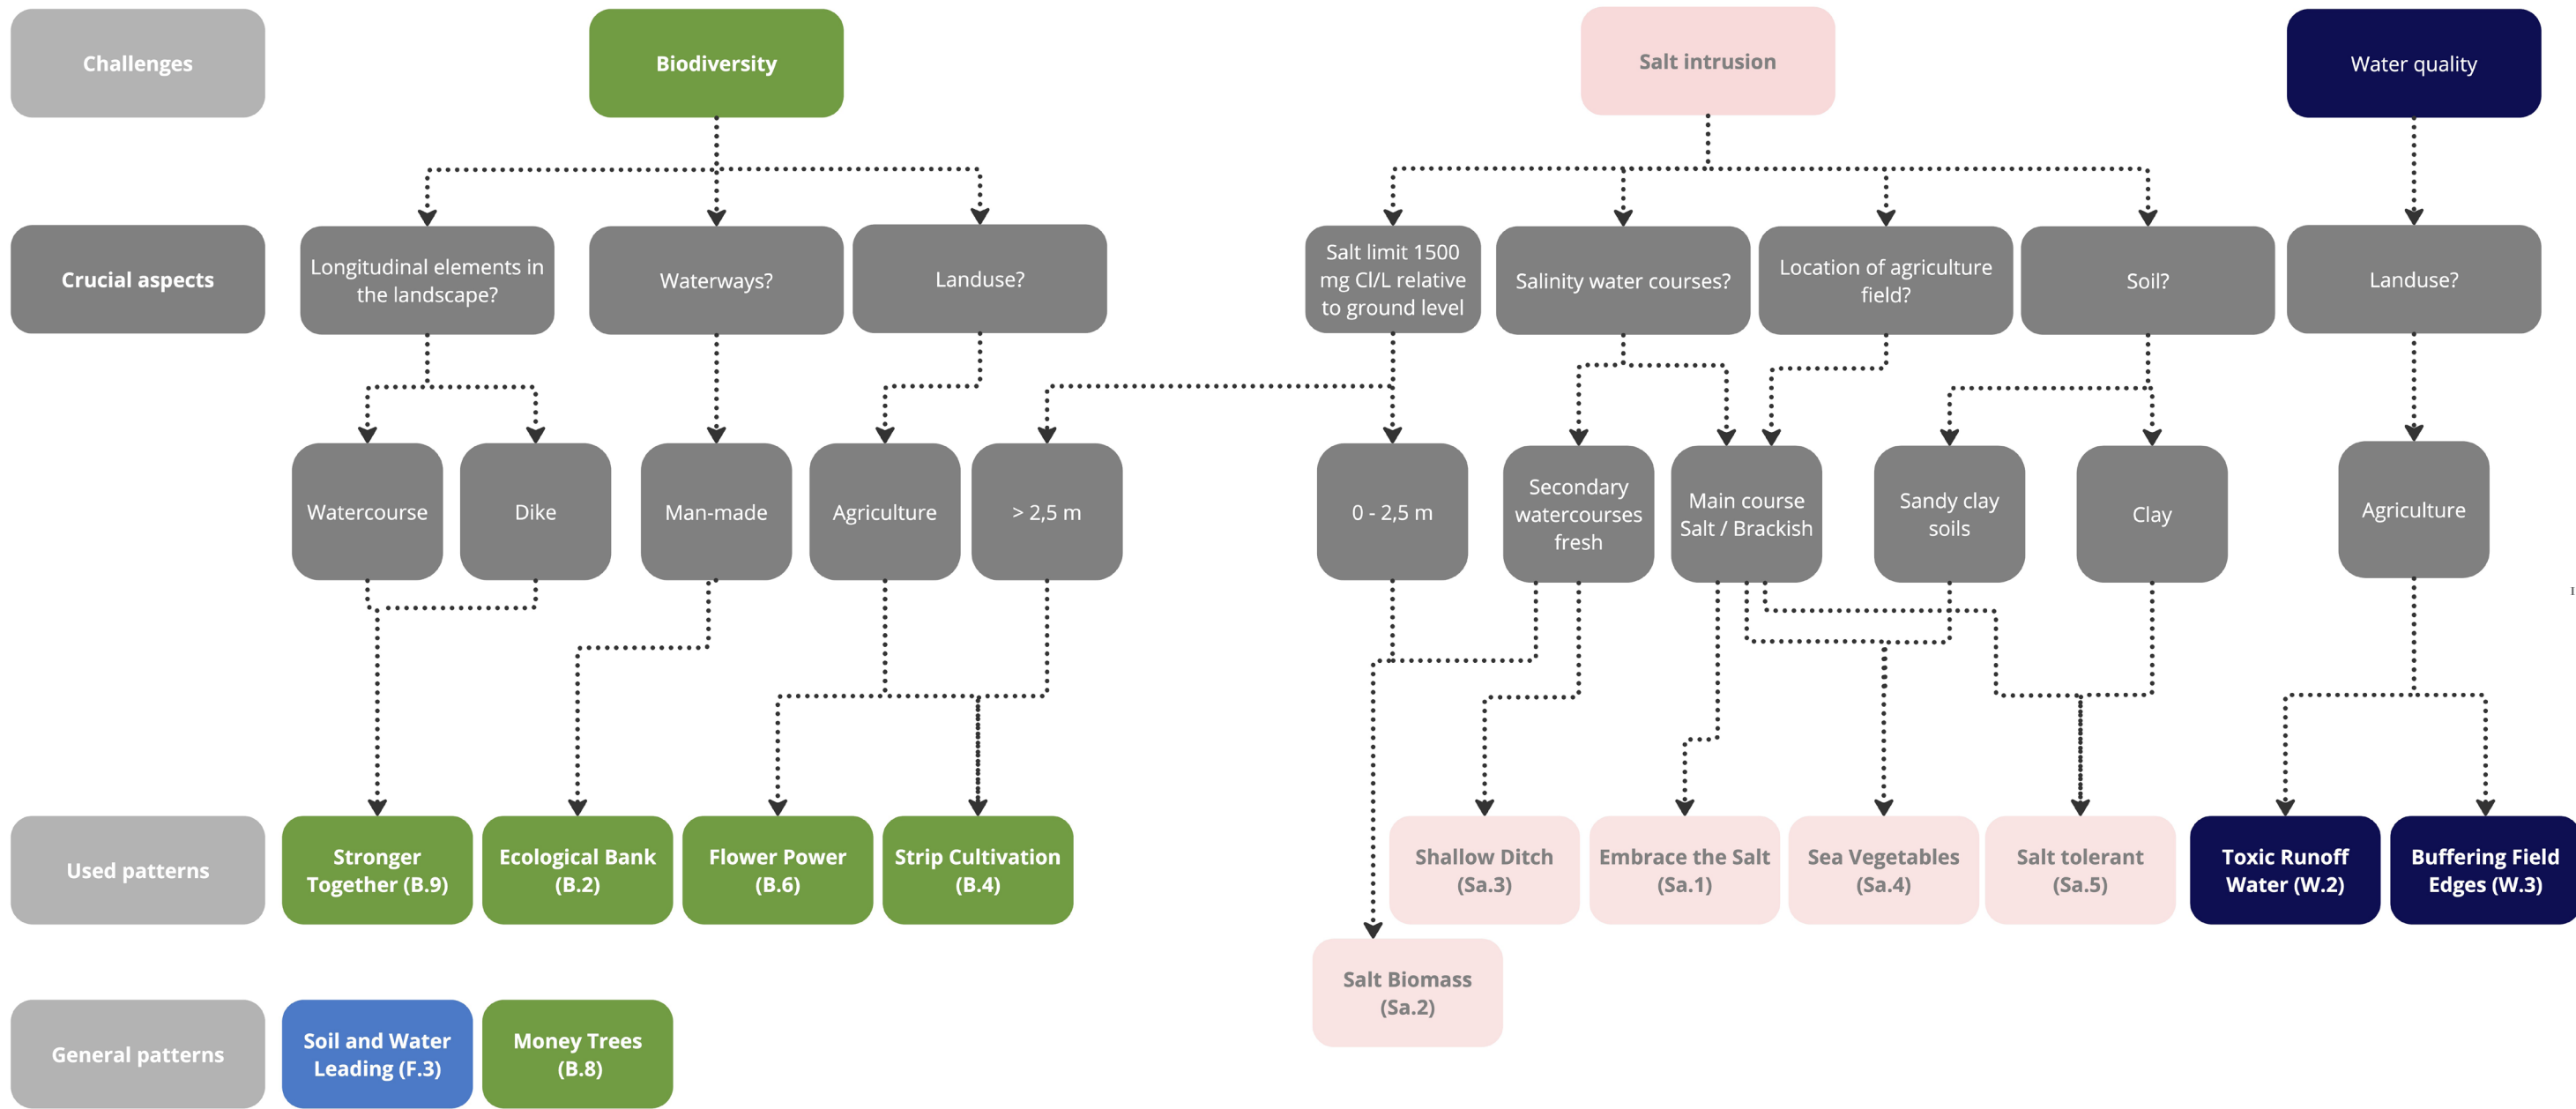 Challenges
Biodiversity
Salt intrusion
Water quality
Crucial aspects
Longitudinal elements in
the landscape?
Waterways?
Landuse?
Salt limit 1500
mg Cl/L relative
to ground level
Salinity water courses?
Location of agriculture
field?
Soil?
Landuse?
Watercourse
Dike
Man-made
Agriculture
> 2,5 m
0 - 2,5 m
Secondary
watercourses
fresh
Main course
Salt / Brackish
Sandy clay
soils
Clay
Agriculture
I
Used patterns
Stronger
Together (B.9)
Ecological Bank
(B.2)
Flower Power
(B.6)
Strip Cultivation
(B.4)
Shallow Ditch
(Sa.3)
Embrace the Salt
(Sa.1)
Sea Vegetables
(Sa.4)
Salt tolerant
(Sa.5)
Toxic Runoff
Water (W.2)
Buffering Field
Edges (W.3)
Salt Biomass
(Sa.2)
General patterns
Soil and Water
Leading (F.3)
Money Trees
(B.8)